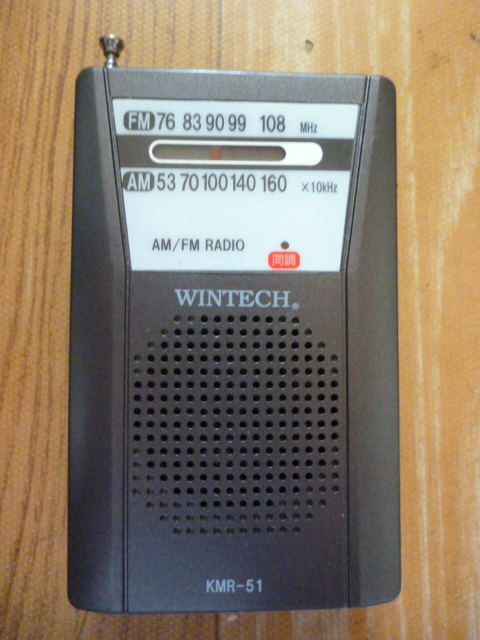 FM 76 83 90 99 108 MHz
AM 53 70 100 140 160 ×10kHz
AM/FM RADIO
同調
WINTECH®
KMR-51